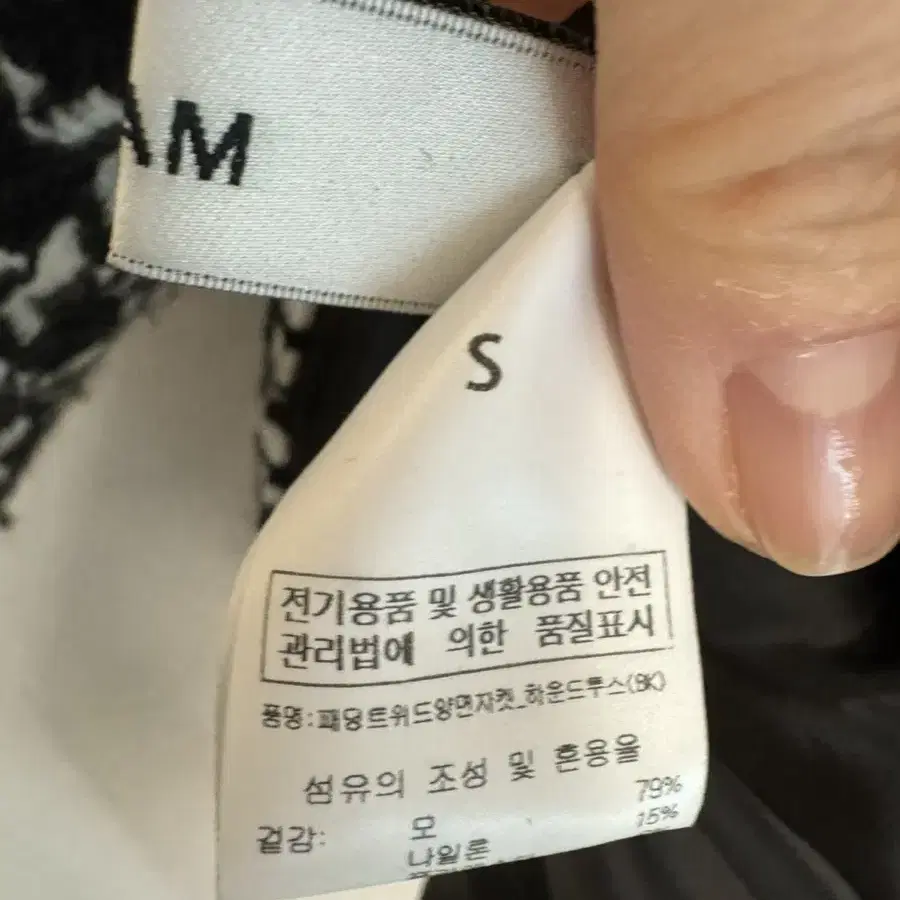 AM
S
전기용품 및 생활용품 안전
관리법에 의한 품질표시
품명:패딩트위드양면자켓_하운드투스(BK)
섬유의 조성 및 혼용율
겉감: 모 79%
나일론 15%